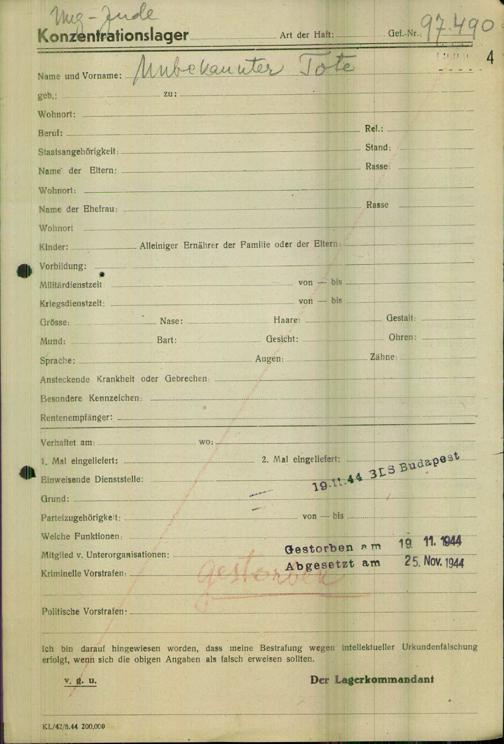 Ung-Jude
Konzentrationslager Art der Haft: Gef.-Nr. 97.490
4
Name und Vorname: Unbekannter Tote
geb.: zu:
Wohnort:
Beruf: Rel.:
Staatsangehörigkeit: Stand:
Name der Eltern: Rasse:
Wohnort:
Name der Ehefrau: Rasse
Wohnort
Kinder: Alleiniger Ernährer der Familie oder der Eltern:
Vorbildung:
Militärdienstzeit von — bis
Kriegsdienstzeit: von — bis
Grösse: Nase: Haare: Gestalt:
Mund: Bart: Gesicht: Ohren:
Sprache: Augen: Zähne:
Ansteckende Krankheit oder Gebrechen:
Besondere Kennzeichen:
Rentenempfänger:
Verhaftet am: wo:
1. Mal eingeliefert: 2. Mal eingeliefert:
Einweisende Dienststelle: 19.11.44 BLS Budapest
Grund:
Parteizugehörigkeit: von — bis
Welche Funktionen:
Mitglied v. Unterorganisationen: Gestorben am 19 11. 1944
Kriminelle Vorstrafen: gestorben Abgesetzt am 25. Nov. 1944
Politische Vorstrafen:
Ich bin darauf hingewiesen worden, dass meine Bestrafung wegen intellektueller Urkundenfälschung
erfolgt, wenn sich die obigen Angaben als falsch erweisen sollten.
v. g. u. Der Lagerkommandant
KL/42/8.44 200,000